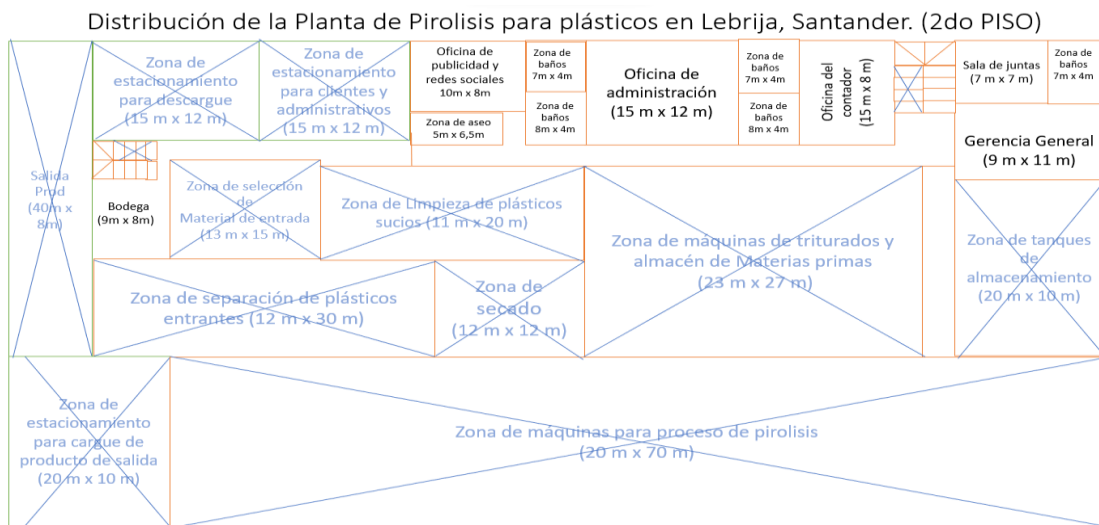 Distribución de la Planta de Pirolisis para plásticos en Lebrija, Santander. (2do PISO)
Zona de
estacionamiento
para descargue
(15 m x 12 m)
Zona de
estacionamiento
para clientes y
administrativos
(15 m x 12 m)
Oficina de
publicidad y
redes sociales
10m x 8m
Zona de aseo
5m x 6,5m
Zona de
baños
7m x 4m
Zona de
baños
8m x 4m
Oficina de
administración
(15 m x 12 m)
Zona de
baños
7m x 4m
Zona de
baños
8m x 4m
Oficina del
contador
(15 m x 8 m)
Sala de juntas
(7 m x 7 m)
Zona de
baños
7m x 4m
Gerencia General
(9 m x 11 m)
Salida
Prod
(40m x
8m)
Bodega
(9m x 8m)
Zona de selección
de
Material de entrada
(13 m x 15 m)
Zona de Limpieza de plásticos
sucios (11 m x 20 m)
Zona de máquinas de triturados y
almacén de Materias primas
(23 m x 27 m)
Zona de tanques
de
almacenamiento
(20 m x 10 m)
Zona de separación de plásticos
entrantes (12 m x 30 m)
Zona de
secado
(12 m x 12 m)
Zona de
estacionamiento
para cargue de
producto de salida
(20 m x 10 m)
Zona de máquinas para proceso de pirolisis
(20 m x 70 m)